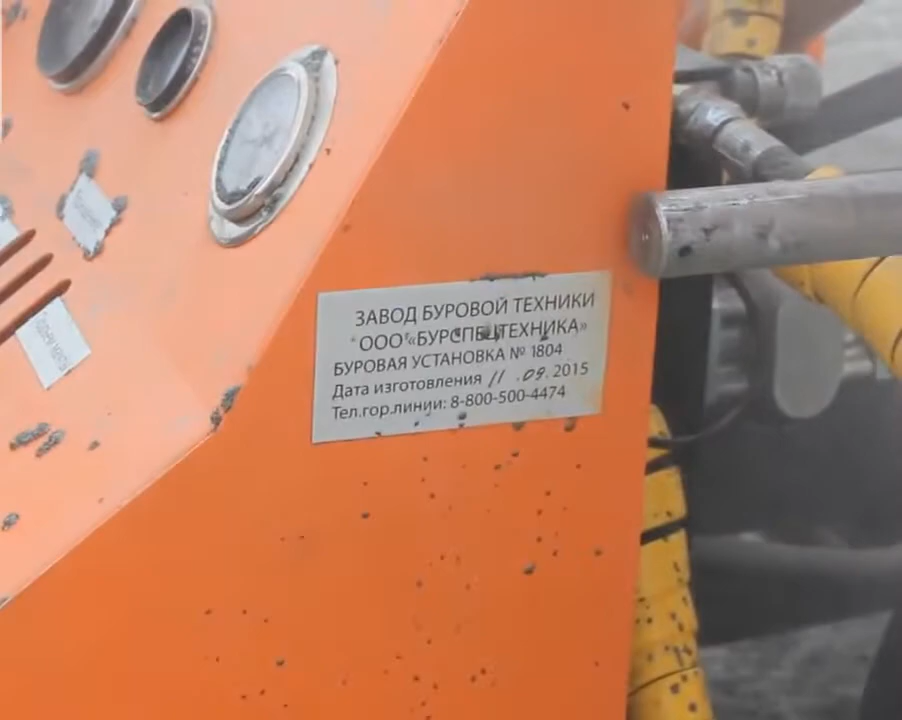 ЗАВОД БУРОВОЙ ТЕХНИКИ
ООО «БУРСПЕЦТЕХНИКА»
БУРОВАЯ УСТАНОВКА № 1804
Дата изготовления 11 .09. 2015
Тел.гор.линии: 8-800-500-4474